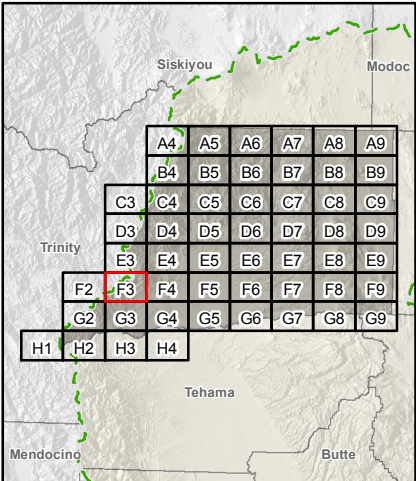 Siskiyou
Modoc
A4 A5 A6 A7 A8 A9
B4 B5 B6 B7 B8 B9
C3 C4 C5 C6 C7 C8 C9
D3 D4 D5 D6 D7 D8 D9
Trinity
E3 E4 E5 E6 E7 E8 E9
F2 F3 F4 F5 F6 F7 F8 F9
G2 G3 G4 G5 G6 G7 G8 G9
H1 H2 H3 H4
Tehama
Mendocino
Butte